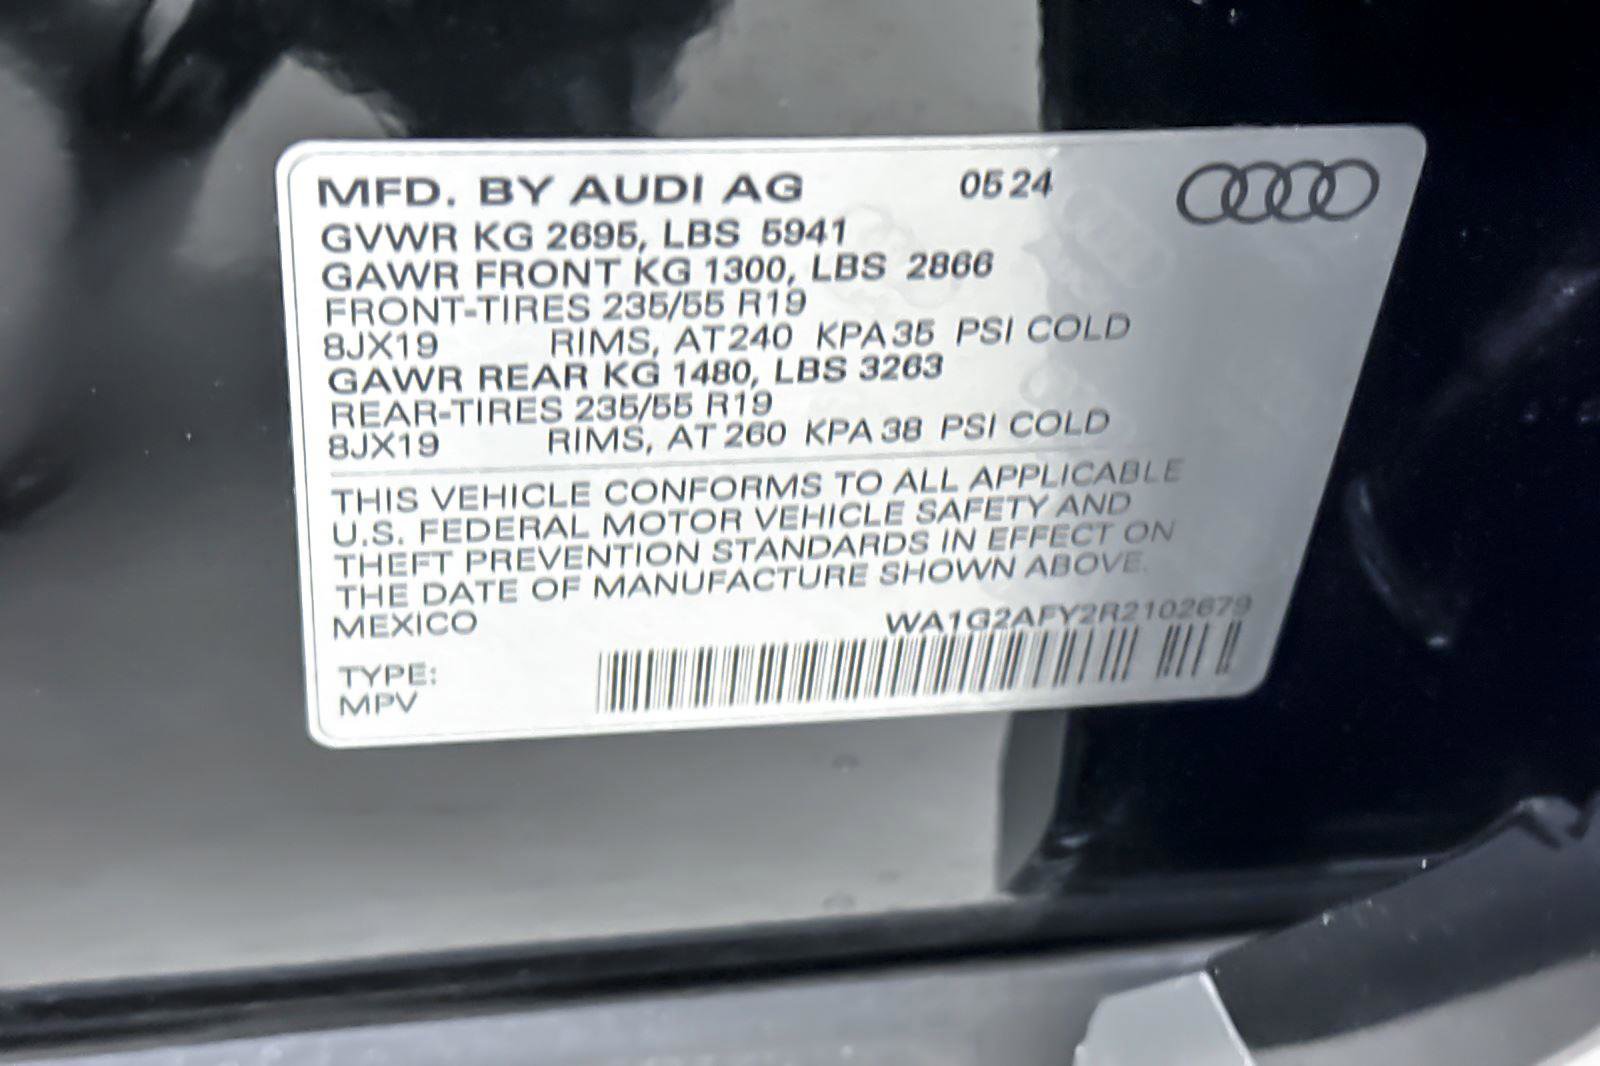 MFD. BY AUDI AG 0524
GVWR KG 2695, LBS 5941
GAWR FRONT KG 1300, LBS 2866
FRONT-TIRES 235/55 R19
8JX19 RIMS, AT 240 KPA 35 PSI COLD
GAWR REAR KG 1480, LBS 3263
REAR-TIRES 235/55 R19
8JX19 RIMS, AT 260 KPA 38 PSI COLD
THIS VEHICLE CONFORMS TO ALL APPLICABLE
U.S. FEDERAL MOTOR VEHICLE SAFETY AND
THEFT PREVENTION STANDARDS IN EFFECT ON
THE DATE OF MANUFACTURE SHOWN ABOVE.
MEXICO WA1G2AFY2R2102679
TYPE:
MPV